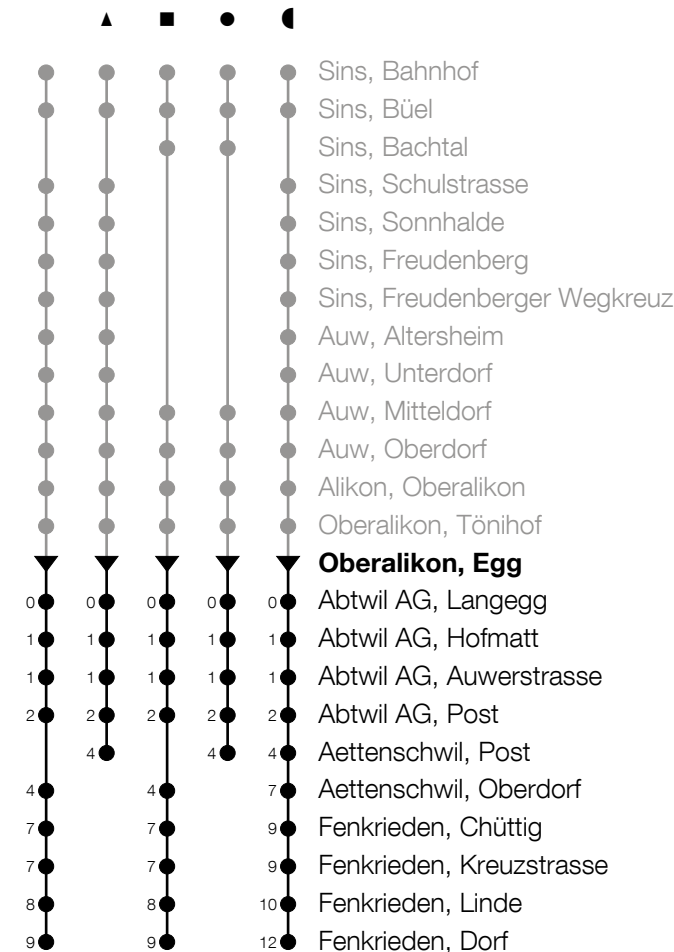 Sins, Bahnhof
Sins, Büel
Sins, Bachtal
Sins, Schulstrasse
Sins, Sonnhalde
Sins, Freudenberg
Sins, Freudenberger Wegkreuz
Auw, Altersheim
Auw, Unterdorf
Auw, Mitteldorf
Auw, Oberdorf
Alikon, Oberalikon
Oberalikon, Tönihof
Oberalikon, Egg
0 0 0 0 0 Abtwil AG, Langegg
1 1 1 1 1 Abtwil AG, Hofmatt
1 1 1 1 1 Abtwil AG, Auwerstrasse
2 2 2 2 2 Abtwil AG, Post
4 4 4 Aettenschwil, Post
4 4 7 Aettenschwil, Oberdorf
7 7 9 Fenkrieden, Chüttig
7 7 9 Fenkrieden, Kreuzstrasse
8 8 10 Fenkrieden, Linde
9 9 12 Fenkrieden, Dorf